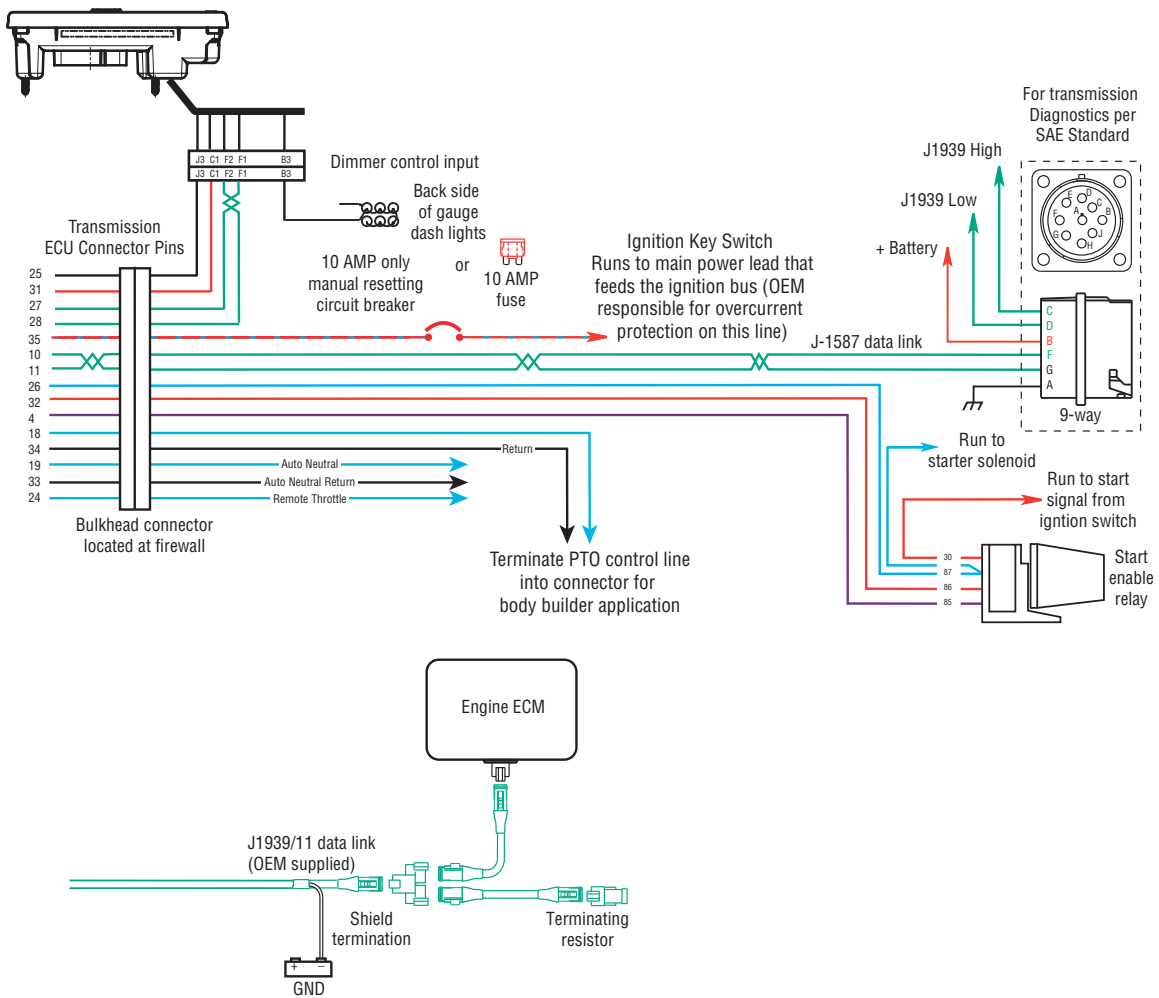 For transmission
Diagnostics per
SAE Standard
J3 C1 F2 F1 B3
J3 C1 F2 F1 B3
Dimmer control input
Back side
of gauge
dash lights
10 AMP only
manual resetting
circuit breaker
or
10 AMP
fuse
Ignition Key Switch
Runs to main power lead that
feeds the ignition bus (OEM
responsible for overcurrent
protection on this line)
J1939 High
J1939 Low
+ Battery
E D C B A F G J H
C
D
B
F
G
A
9-way
J-1587 data link
Transmission
ECU Connector Pins
25
31
27
28
35
10
11
26
32
4
18
34
19
33
24
Return
Auto Neutral
Auto Neutral Return
Remote Throttle
Bulkhead connector
located at firewall
Terminate PTO control line
into connector for
body builder application
Run to
starter solenoid
Run to start
signal from
igntion switch
30
87
86
85
Start
enable
relay
Engine ECM
J1939/11 data link
(OEM supplied)
Shield
termination
Terminating
resistor
+ –
GND